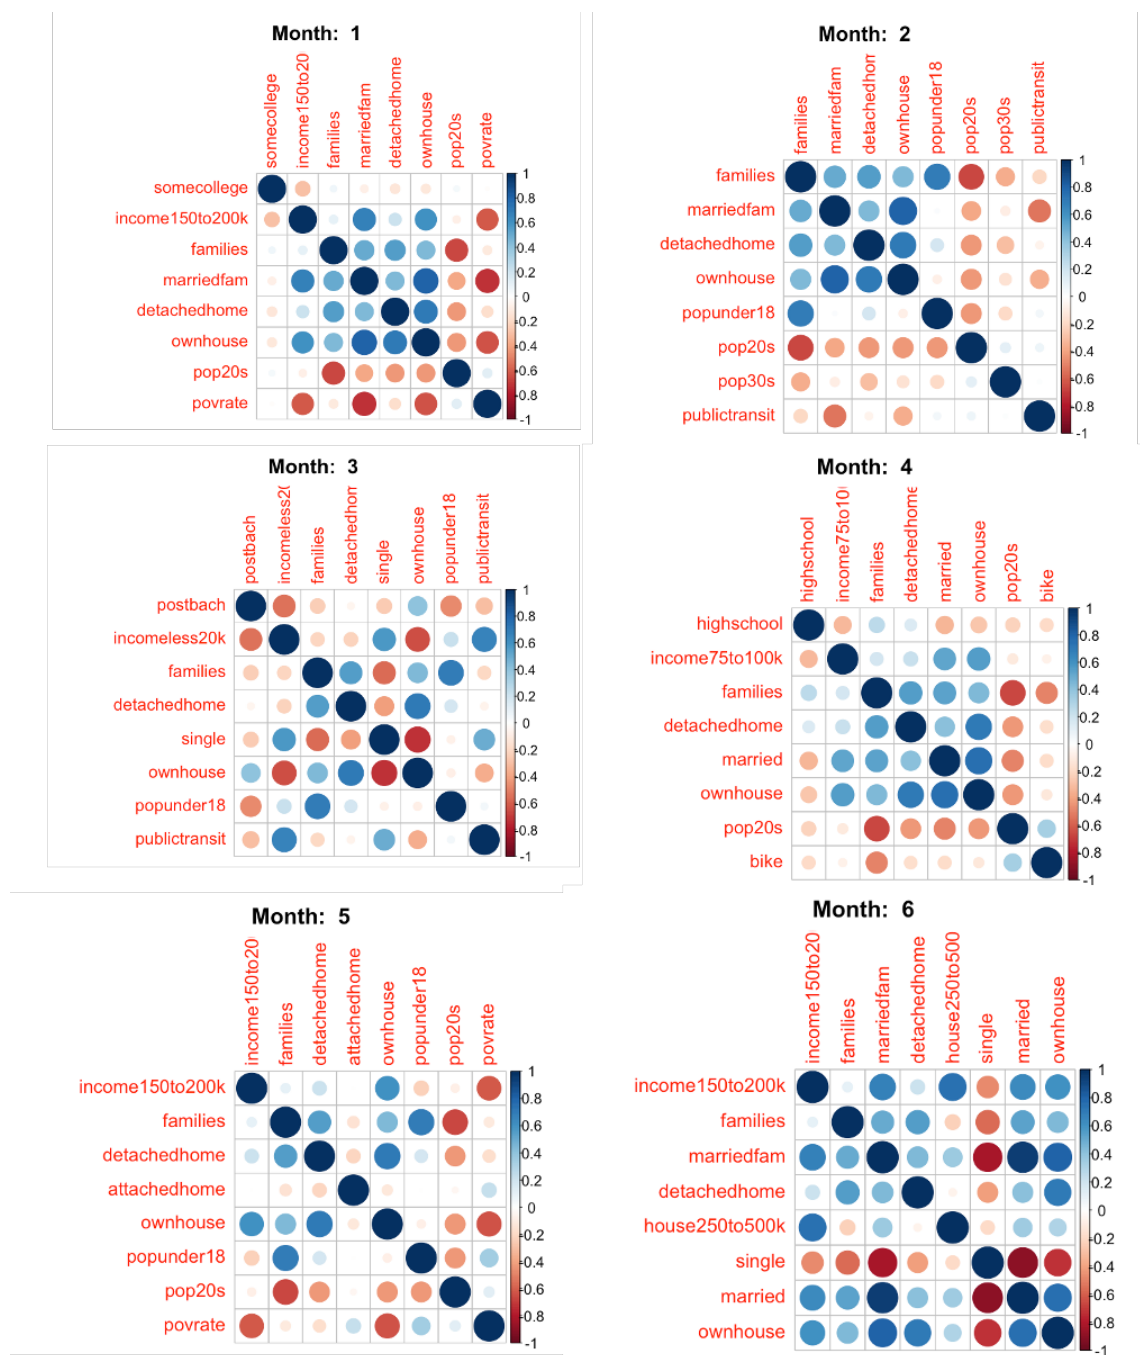 Month: 1
somecollege
income150to20
families
marriedfam
detachedhome
ownhouse
pop20s
povrate
somecollege
income150to200k
families
marriedfam
detachedhome
ownhouse
pop20s
povrate
1
0.8
0.6
0.4
0.2
0
-0.2
-0.4
-0.6
-0.8
-1
Month: 2
families
marriedfam
detachedhom
ownhouse
popunder18
pop20s
pop30s
publictransit
families
marriedfam
detachedhome
ownhouse
popunder18
pop20s
pop30s
publictransit
1
0.8
0.6
0.4
0.2
0
-0.2
-0.4
-0.6
-0.8
-1
Month: 3
postbach
incomeless2(
families
detachedhom
single
ownhouse
popunder18
publictransit
postbach
incomeless20k
families
detachedhome
single
ownhouse
popunder18
publictransit
1
0.8
0.6
0.4
0.2
0
-0.2
-0.4
-0.6
-0.8
-1
Month: 4
highschool
income75to10(
families
detachedhome
married
ownhouse
pop20s
bike
highschool
income75to100k
families
detachedhome
married
ownhouse
pop20s
bike
1
0.8
0.6
0.4
0.2
0
-0.2
-0.4
-0.6
-0.8
-1
Month: 5
income150to20
families
detachedhome
attachedhome
ownhouse
popunder18
pop20s
povrate
income150to200k
families
detachedhome
attachedhome
ownhouse
popunder18
pop20s
povrate
1
0.8
0.6
0.4
0.2
0
-0.2
-0.4
-0.6
-0.8
-1
Month: 6
income150to20
families
marriedfam
detachedhome
house250to500
single
married
ownhouse
income150to200k
families
marriedfam
detachedhome
house250to500k
single
married
ownhouse
1
0.8
0.6
0.4
0.2
0
-0.2
-0.4
-0.6
-0.8
-1